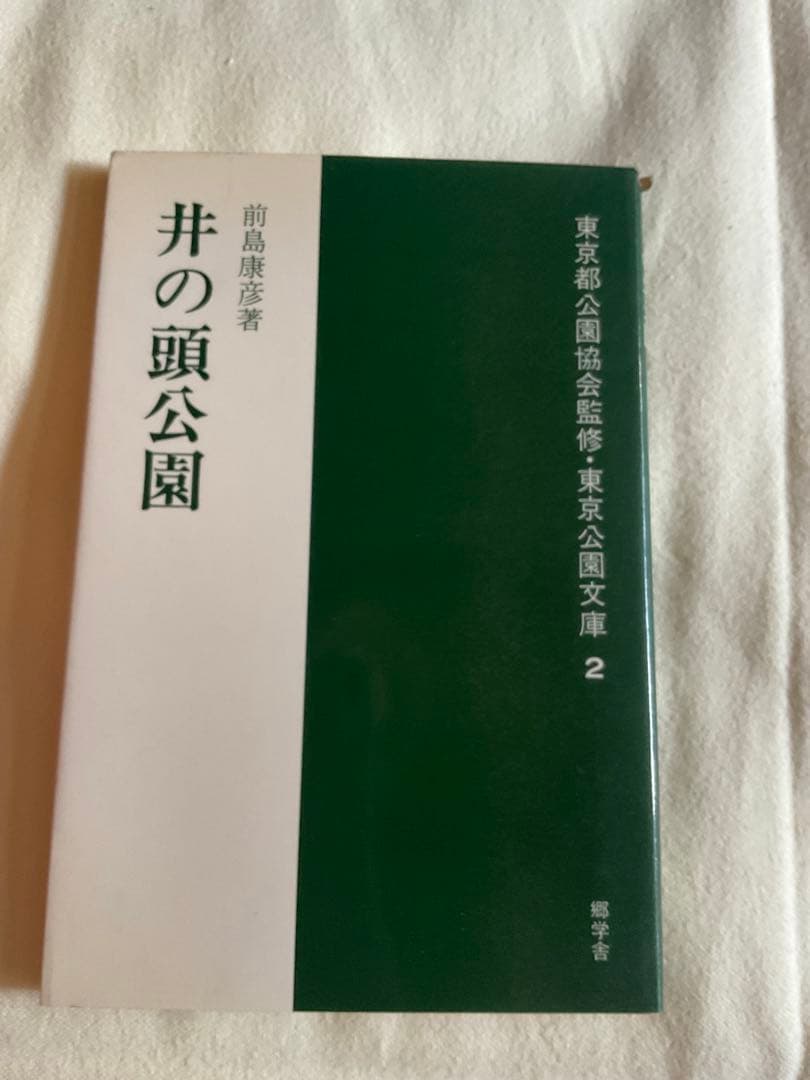 東京都公園協会監修・東京公園文庫 2
郷学舎
前島康彦著
井の頭公園